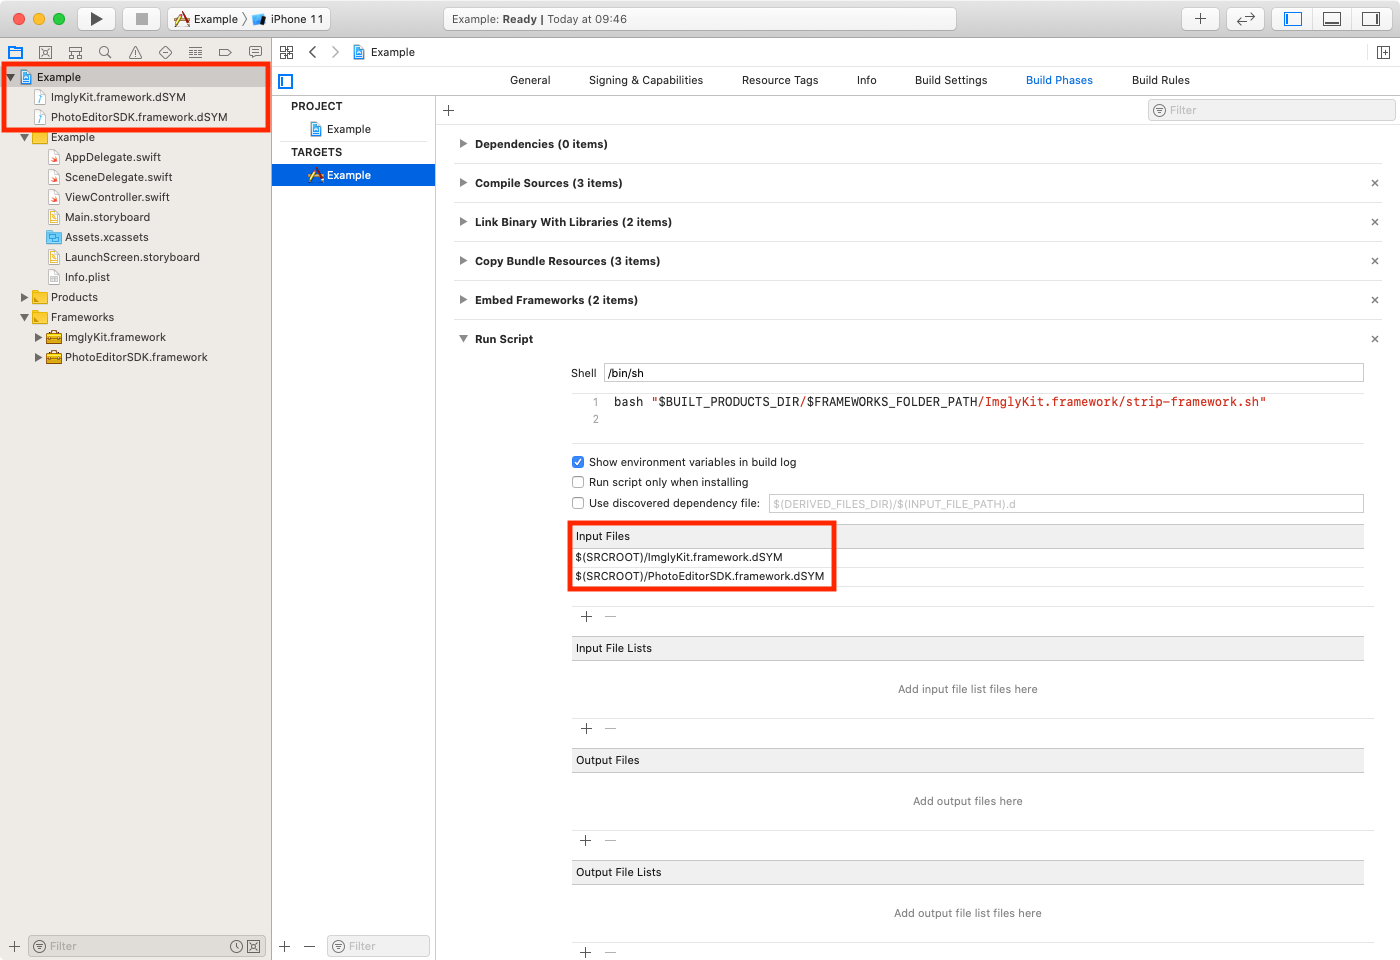 Example
iPhone 11
Example: Ready | Today at 09:46
Example
Example
ImglyKit.framework.dSYM
PhotoEditorSDK.framework.dSYM
Example
AppDelegate.swift
SceneDelegate.swift
ViewController.swift
Main.storyboard
Assets.xcassets
LaunchScreen.storyboard
Info.plist
Products
Frameworks
ImglyKit.framework
PhotoEditorSDK.framework
Filter
PROJECT
Example
TARGETS
Example
Filter
General
Signing & Capabilities
Resource Tags
Info
Build Settings
Build Phases
Build Rules
Filter
Dependencies (0 items)
Compile Sources (3 items)
Link Binary With Libraries (2 items)
Copy Bundle Resources (3 items)
Embed Frameworks (2 items)
Run Script
Shell /bin/sh
1 bash "$BUILT_PRODUCTS_DIR/$FRAMEWORKS_FOLDER_PATH/ImglyKit.framework/strip-framework.sh"
2
Show environment variables in build log
Run script only when installing
Use discovered dependency file: $(DERIVED_FILES_DIR)/$(INPUT_FILE_PATH).d
Input Files
$(SRCROOT)/ImglyKit.framework.dSYM
$(SRCROOT)/PhotoEditorSDK.framework.dSYM
Input File Lists
Add input file list files here
Output Files
Add output files here
Output File Lists
Add output file list files here